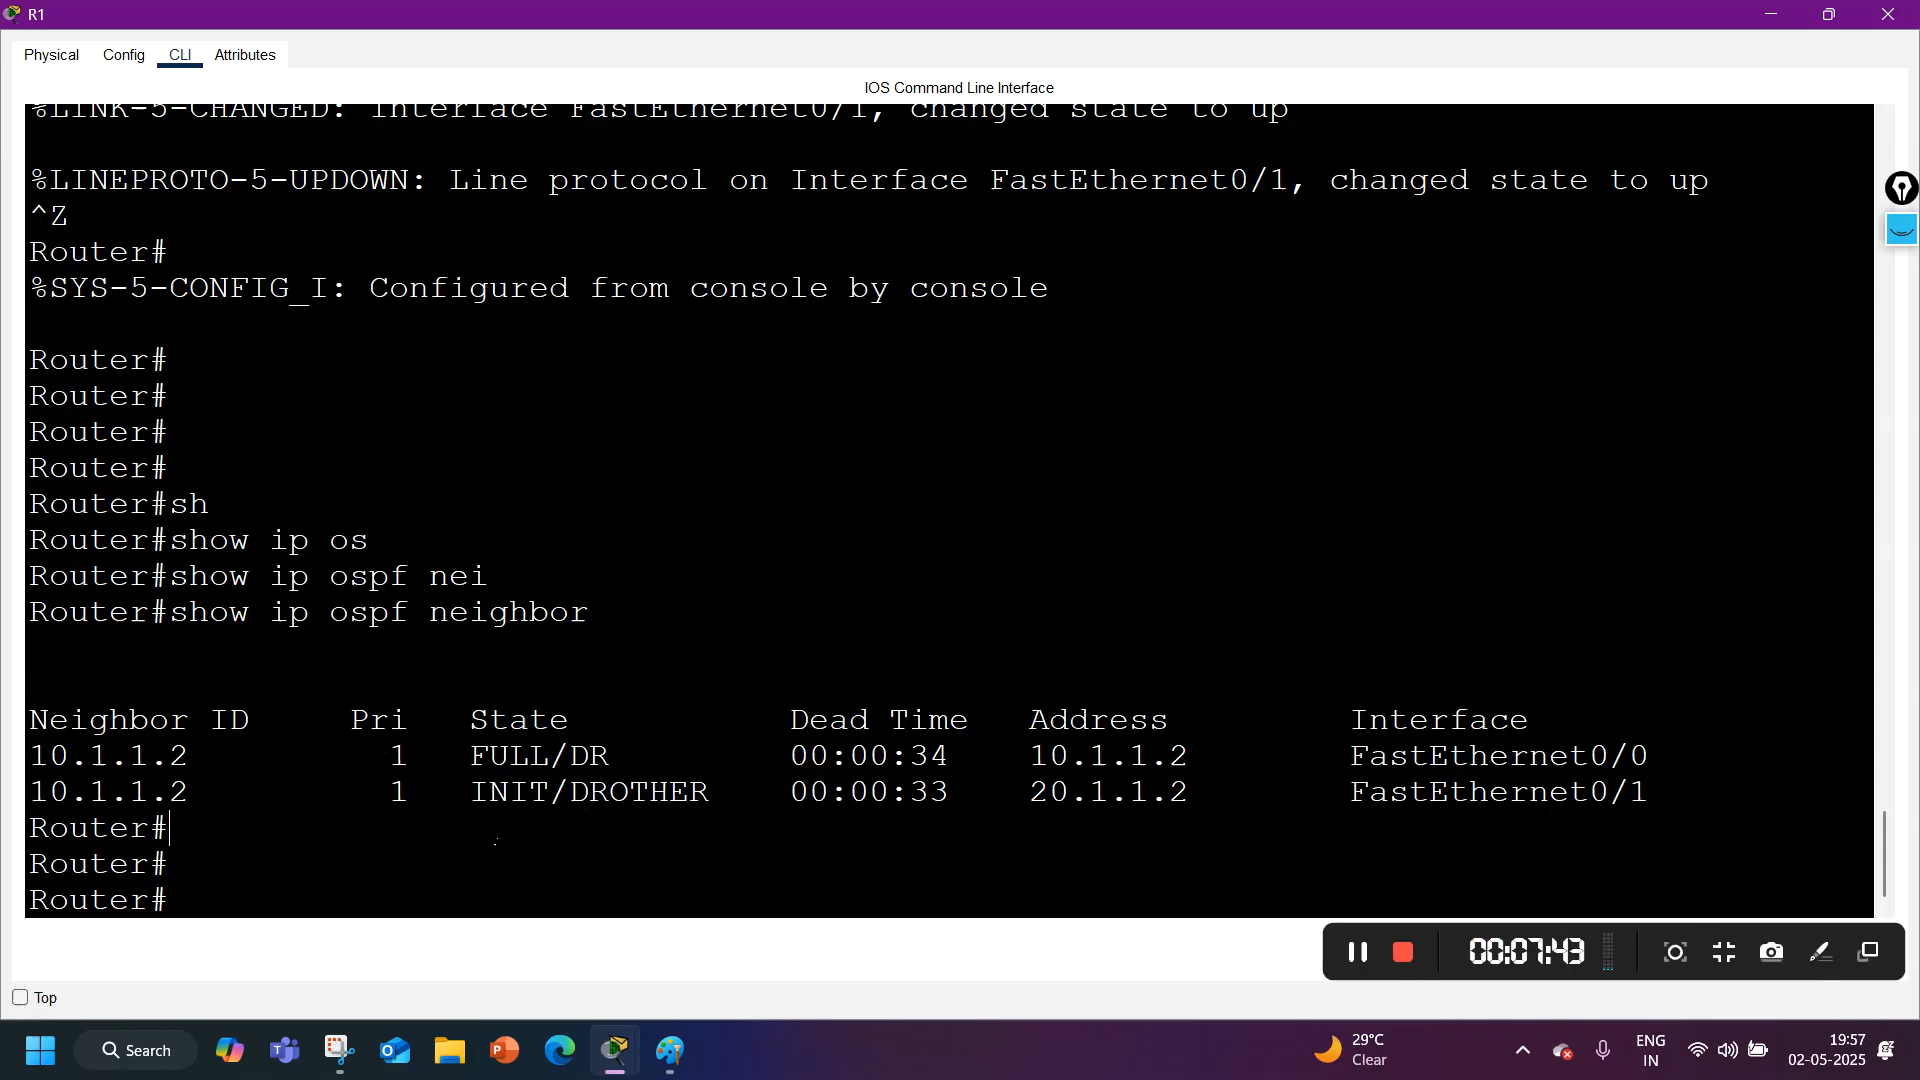 R1
Physical Config CLI Attributes
IOS Command Line Interface
%LINK-5-CHANGED: Interface FastEthernet0/1, changed state to up
%LINEPROTO-5-UPDOWN: Line protocol on Interface FastEthernet0/1, changed state to up
^Z
Router#
%SYS-5-CONFIG_I: Configured from console by console
Router#
Router#
Router#
Router#
Router#sh
Router#show ip os
Router#show ip ospf nei
Router#show ip ospf neighbor
Neighbor ID Pri State Dead Time Address Interface
10.1.1.2 1 FULL/DR 00:00:34 10.1.1.2 FastEthernet0/0
10.1.1.2 1 INIT/DROTHER 00:00:33 20.1.1.2 FastEthernet0/1
Router#
Router#
Router#
00:07:43
Top
Search
29°C
Clear
ENG
IN
19:57
02-05-2025